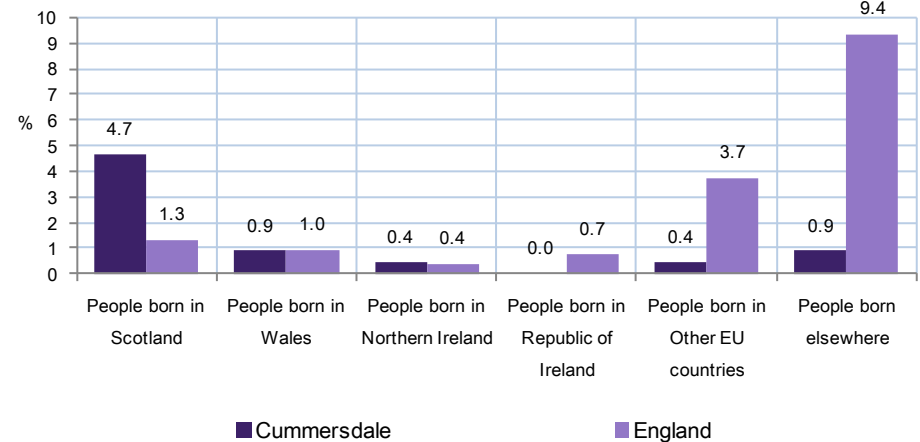 10
9
8
7
6
5
4
3
2
1
0
%
4.7
1.3
0.9
1.0
0.4
0.4
0.0
0.7
0.4
3.7
0.9
9.4
People born in
Scotland
People born in
Wales
People born in
Northern Ireland
People born in
Republic of
Ireland
People born in
Other EU
countries
People born
elsewhere
Cummersdale
England